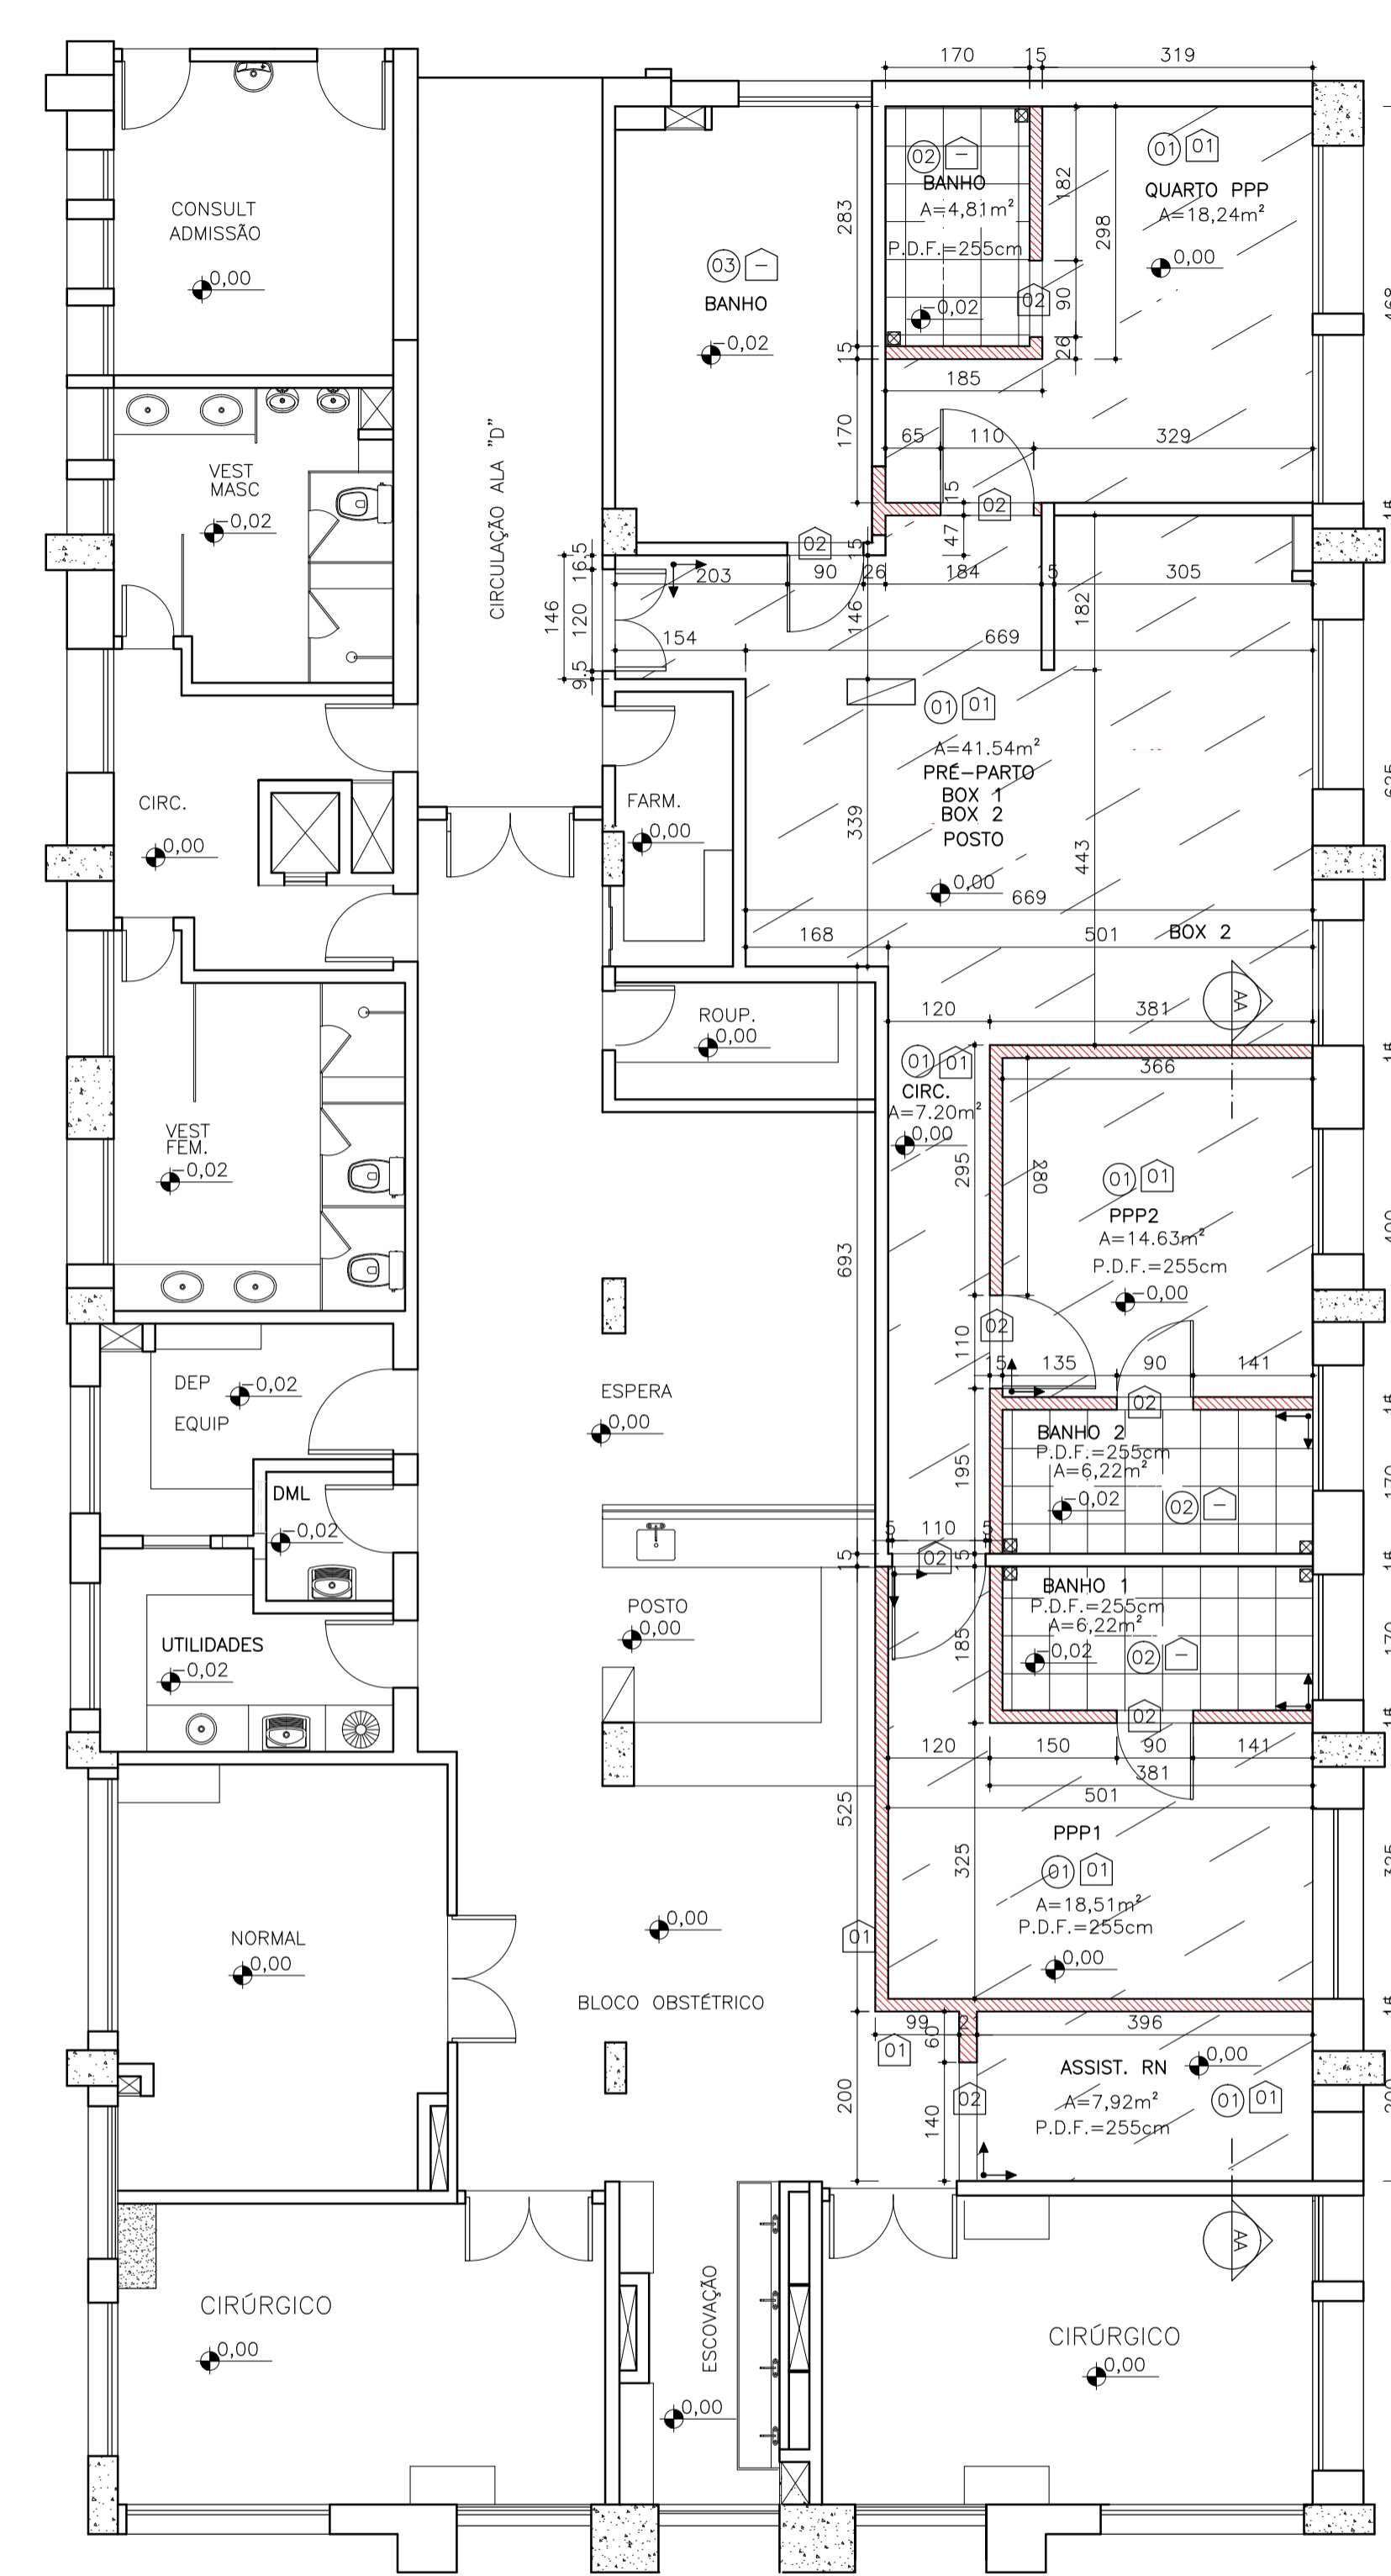 170 15 319
02 –
BANHO
A=4,81m²
P.D.F.=255cm
–0,02
182
298
90
26
02
01 01
QUARTO PPP
A=18,24m²
0,00
283
15
170
185
65 110 329
15
47
02
CONSULT
ADMISSÃO
0,00
03 –
BANHO
–0,02
VEST
MASC
–0,02
CIRCULAÇÃO ALA "D"
02
15
203 90 26 184 15 305
146
16,5
120
9,5
146
182
154 669
01 01
A=41.54m²
PRÉ–PARTO
BOX 1
BOX 2
POSTO
0,00
669
168 501
BOX 2
339
443
CIRC.
0,00
FARM.
0,00
ROUP.
0,00
120 381
AA
366
01 01
CIRC.
A=7.20m²
0,00
295
280
01 01
PPP2
A=14.63m²
P.D.F.=255cm
–0,00
VEST
FEM.
–0,02
693
02
110
15 135 90 141
02
DEP
EQUIP
–0,02
ESPERA
0,00
BANHO 2
P.D.F.=255cm
A=6,22m²
–0,02
02 –
195
DML
–0,02
5 110 5
15
02
15
BANHO 1
P.D.F.=255cm
A=6,22m²
–0,02
02 –
185
02
POSTO
0,00
UTILIDADES
–0,02
120 150 90 141
381
501
525
325
PPP1
01 01
A=18,51m²
P.D.F.=255cm
0,00
NORMAL
0,00
0,00
BLOCO OBSTÉTRICO
01
99
60
396
01
200
140
02
ASSIST. RN
0,00
A=7,92m²
P.D.F.=255cm
01 01
AA
CIRÚRGICO
0,00
ESCOVAÇÃO
0,00
CIRÚRGICO
0,00